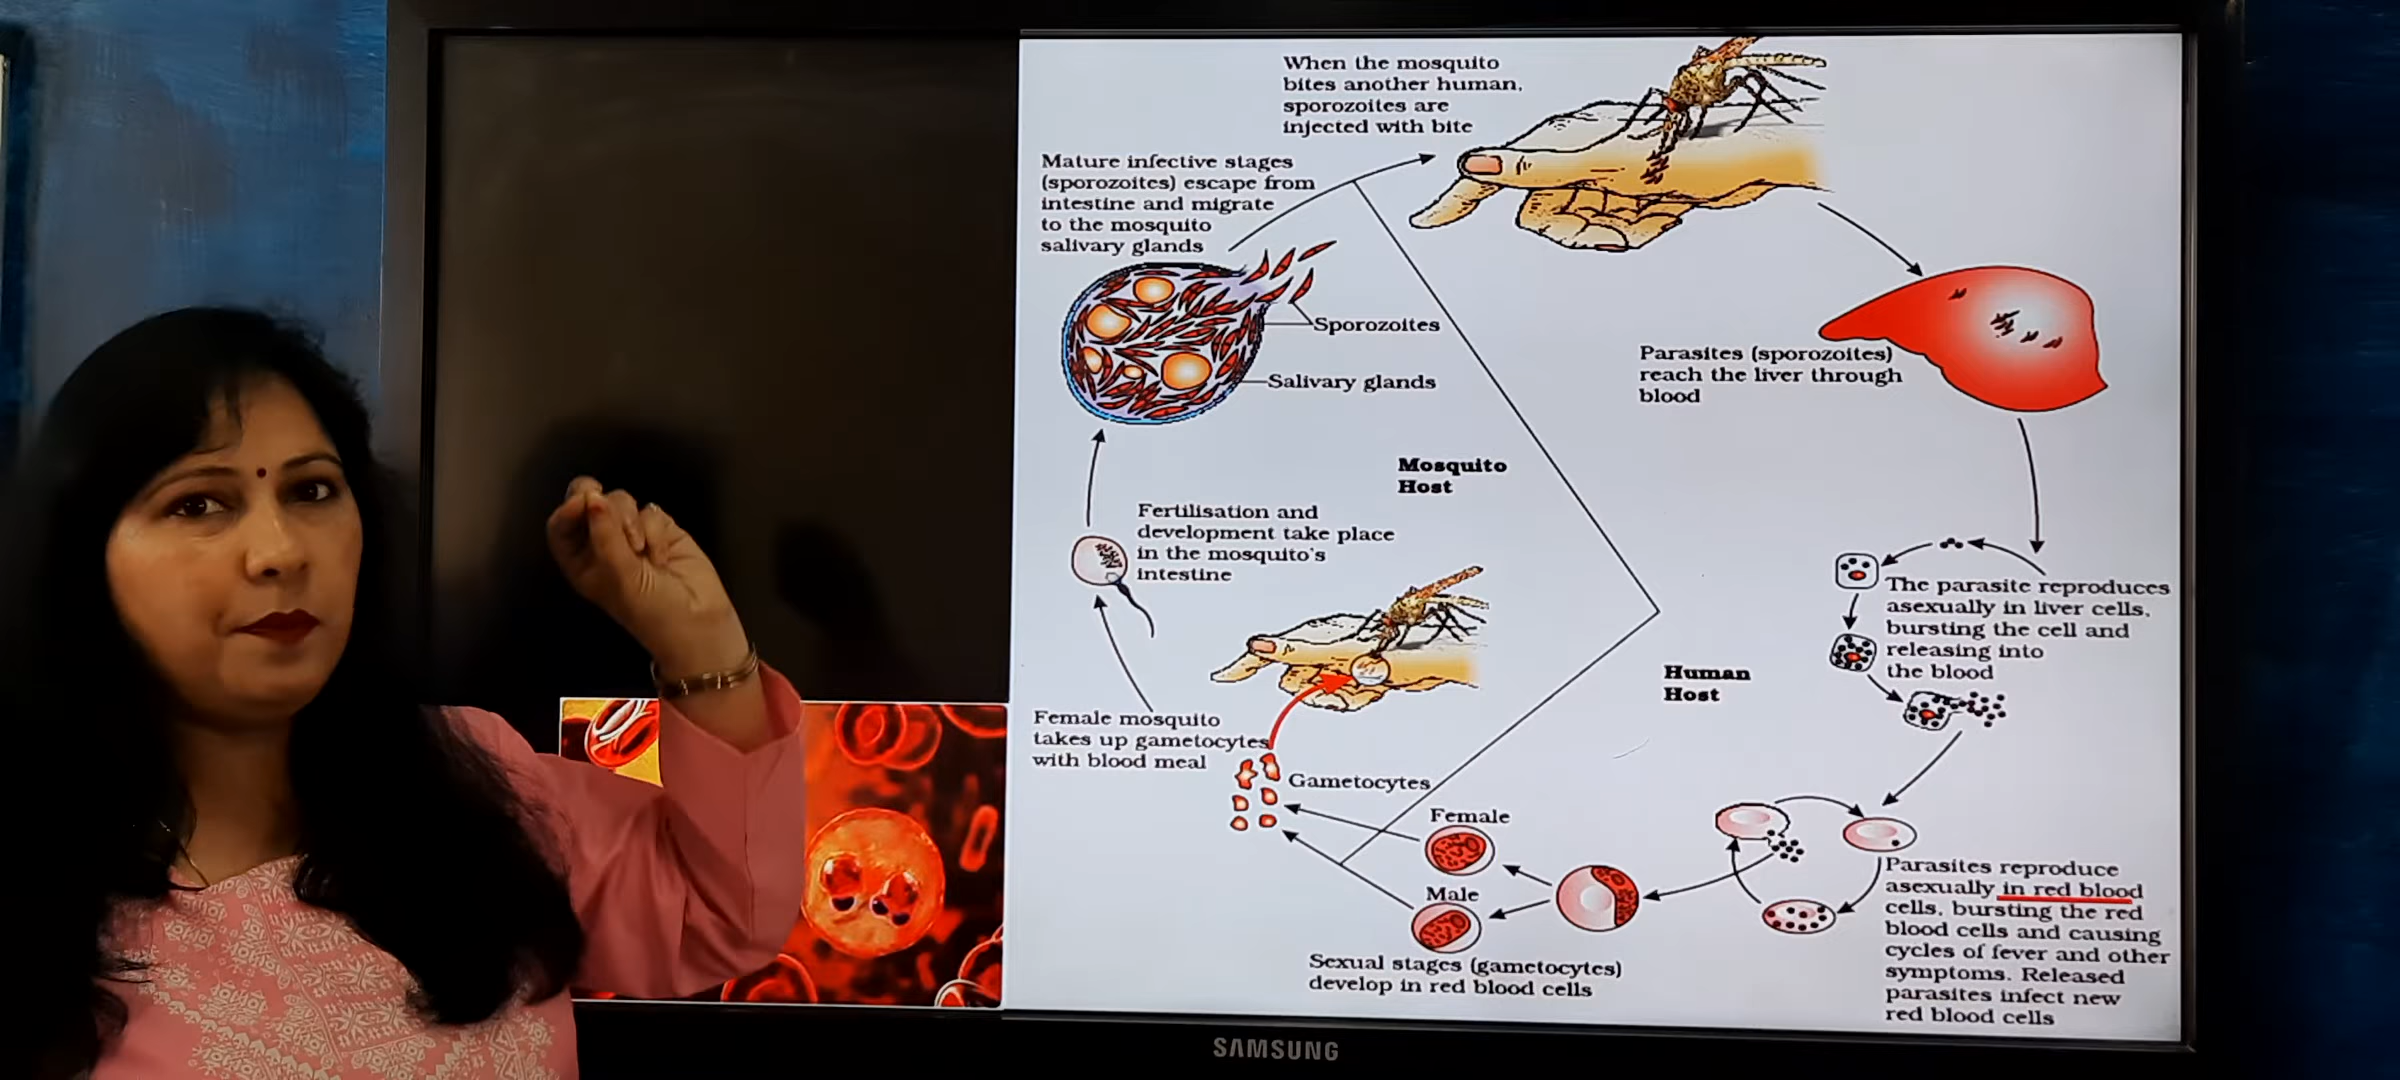 When the mosquito
bites another human,
sporozoites are
injected with bite
Mature infective stages
(sporozoites) escape from
intestine and migrate
to the mosquito
salivary glands
Sporozoites
Salivary glands
Parasites (sporozoites)
reach the liver through
blood
Mosquito
Host
Fertilisation and
development take place
in the mosquito's
intestine
The parasite reproduces
asexually in liver cells,
bursting the cell and
releasing into
the blood
Human
Host
Female mosquito
takes up gametocytes
with blood meal
Gametocytes
Female
Male
Sexual stages (gametocytes)
develop in red blood cells
Parasites reproduce
asexually in red blood
cells, bursting the red
blood cells and causing
cycles of fever and other
symptoms. Released
parasites infect new
red blood cells
SAMSUNG